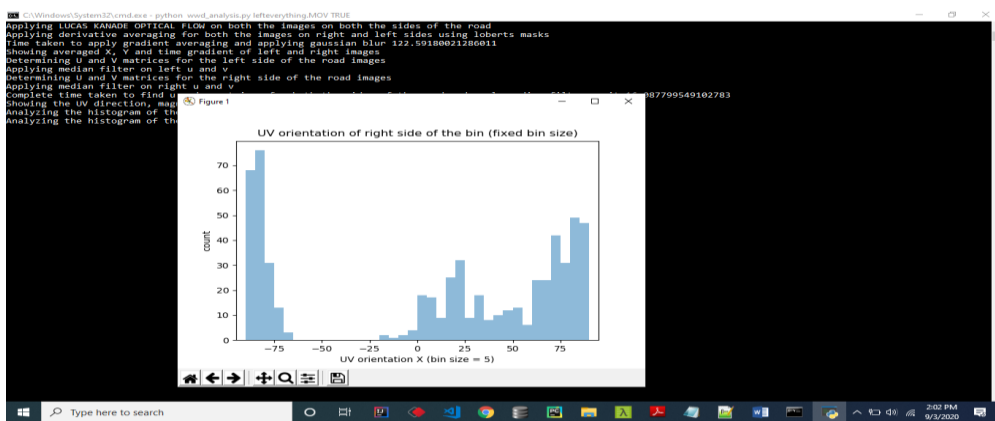 C:\Windows\System32\cmd.exe - python wwd_analysis.py lefteverything.MOV TRUE
Applying LUCAS KANADE OPTICAL FLOW on both the images on both the sides of the road
Applying derivative averaging for both the images on right and left sides using loberts masks
Time taken to apply gradient averaging and applying gaussian blur 122.59180021286011
Showing averaged X, Y and time gradient of left and right images
Determining U and V matrices for the left side of the road images
Applying median filter on left u and v
Determining U and V matrices for the right side of the road images
Applying median filter on right u and v
Complete time taken to find u 087799549102783
Showing the UV direction, mag
Analyzing the histogram of th
Analyzing the histogram of th
Figure 1
UV orientation of right side of the bin (fixed bin size)
70
60
50
40
30
20
10
0
count
−75 −50 −25 0 25 50 75
UV orientation X (bin size = 5)
Type here to search
2:02 PM
9/3/2020